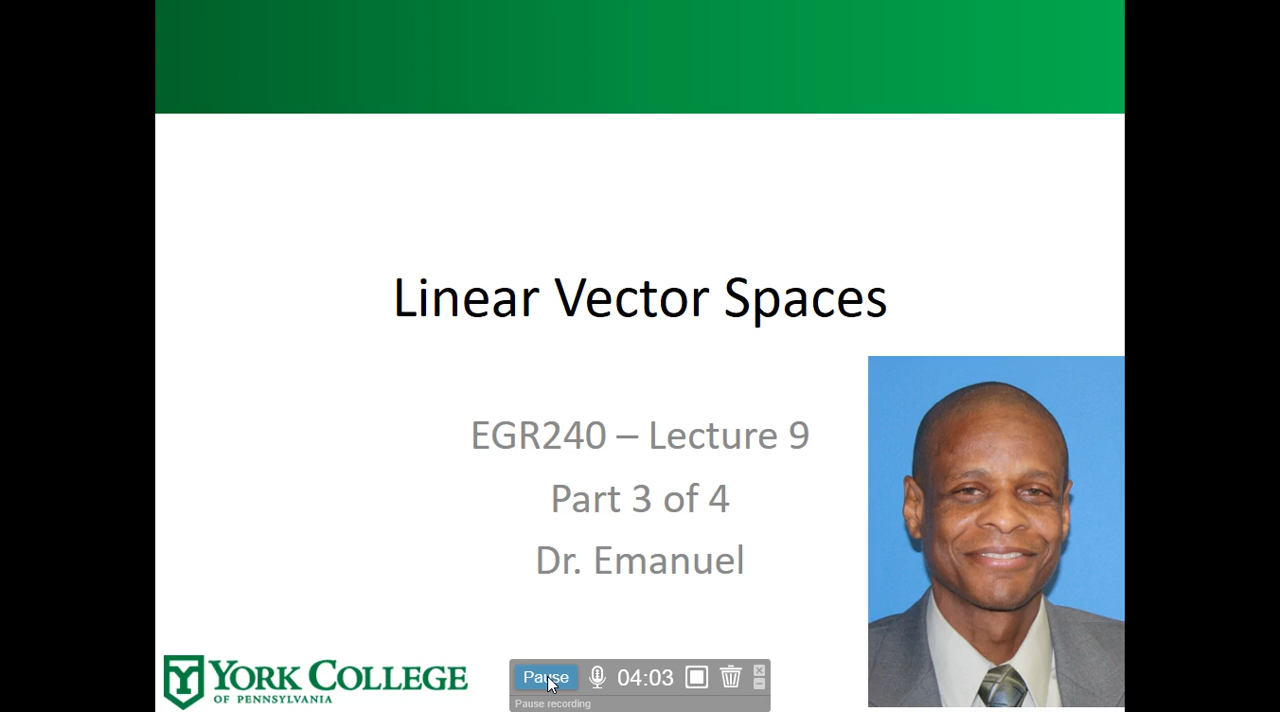 Linear Vector Spaces
EGR240 – Lecture 9
Part 3 of 4
Dr. Emanuel
YORK COLLEGE
OF PENNSYLVANIA
Pause
04:03
Pause recording